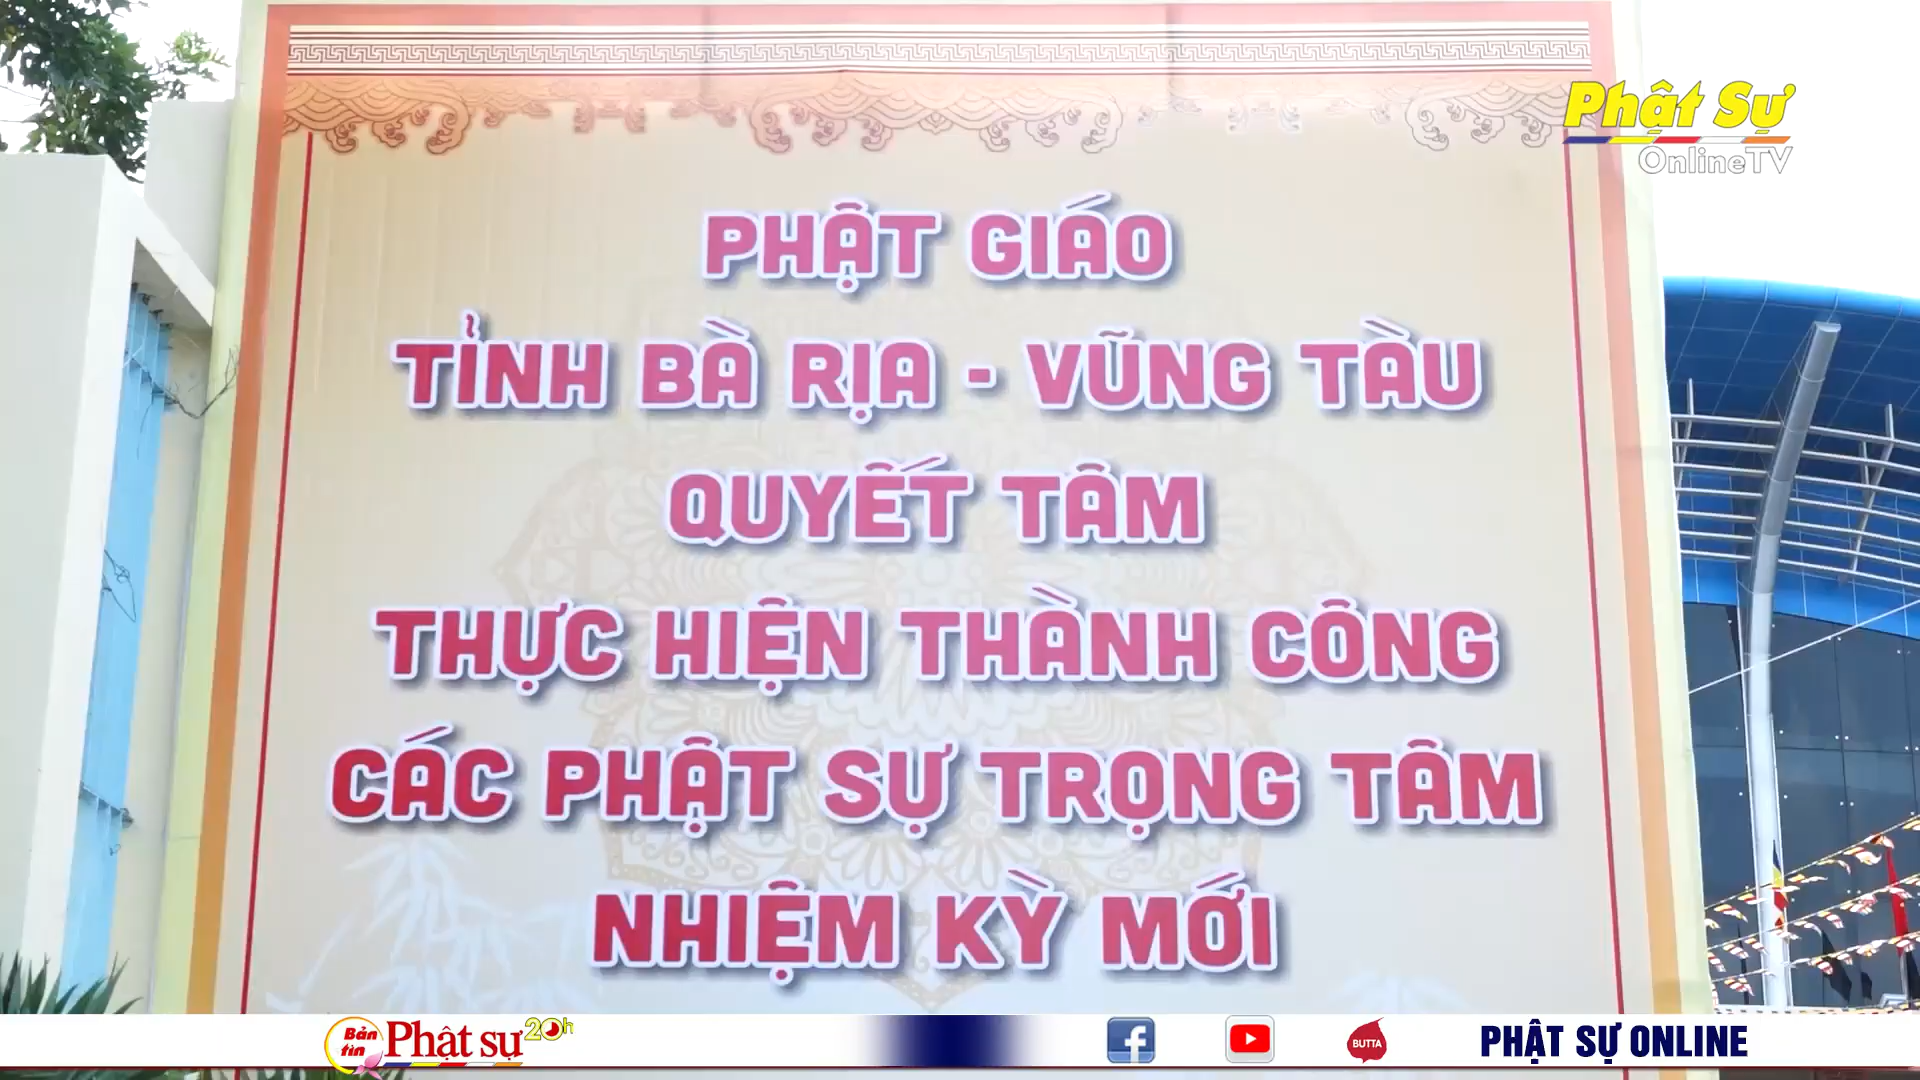 Phật Sự
OnlineTV
PHẬT GIÁO
TỈNH BÀ RỊA - VŨNG TÀU
QUYẾT TÂM
THỰC HIỆN THÀNH CÔNG
CÁC PHẬT SỰ TRỌNG TÂM
NHIỆM KỲ MỚI
Bản tin Phật sự 20h
BUTTA
PHẬT SỰ ONLINE